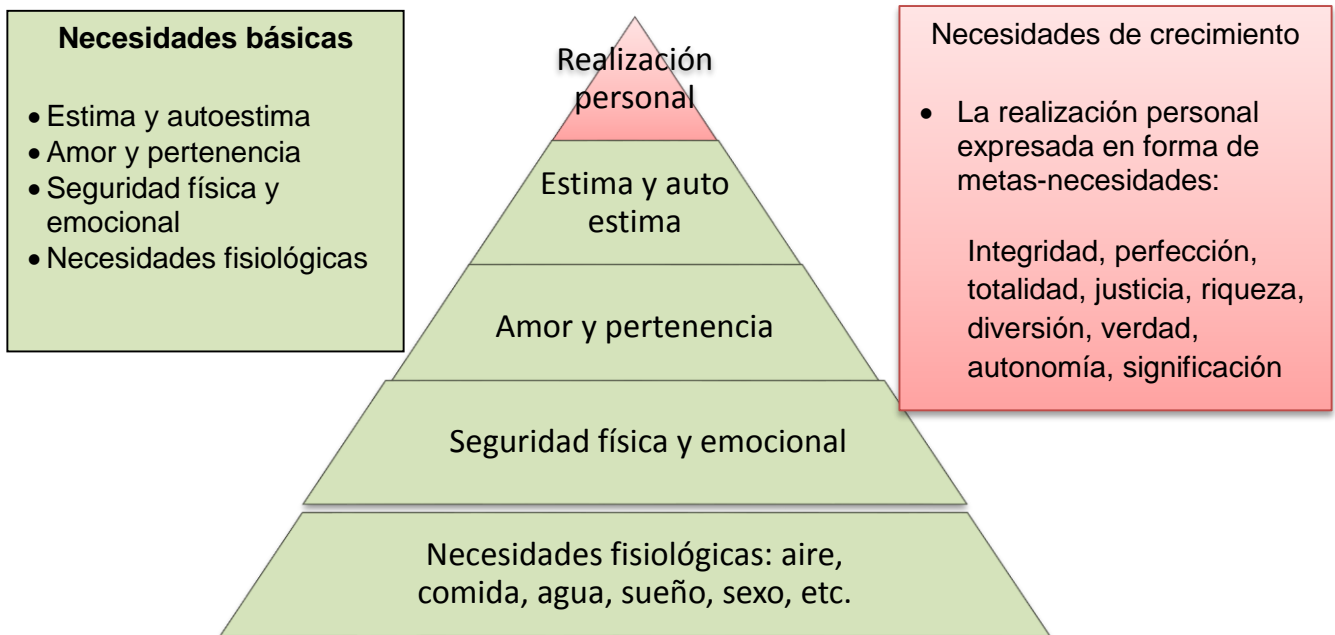 Necesidades básicas
• Estima y autoestima
• Amor y pertenencia
• Seguridad física y
emocional
• Necesidades fisiológicas
Realización
personal
Estima y auto
estima
Amor y pertenencia
Seguridad física y emocional
Necesidades fisiológicas: aire,
comida, agua, sueño, sexo, etc.
Necesidades de crecimiento
• La realización personal
expresada en forma de
metas-necesidades:
Integridad, perfección,
totalidad, justicia, riqueza,
diversión, verdad,
autonomía, significación